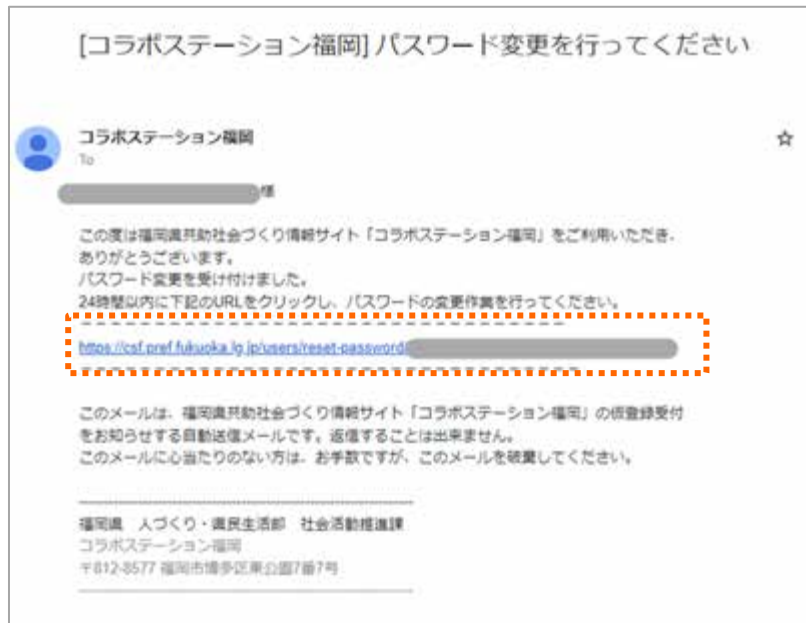 [コラボステーション福岡] パスワード変更を行ってください
コラボステーション福岡
To
様
この度は福岡県共助社会づくり情報サイト「コラボステーション福岡」をご利用いただき、
ありがとうございます。
パスワード変更を受け付けました。
24時間以内に下記のURLをクリックし、パスワードの変更作業を行ってください。
https://csf.pref.fukuoka.lg.jp/users/reset-password/
このメールは、福岡県共助社会づくり情報サイト「コラボステーション福岡」の仮登録受付
をお知らせする自動送信メールです。返信することは出来ません。
このメールに心当たりのない方は、お手数ですが、このメールを破棄してください。
福岡県 人づくり・県民生活部 社会活動推進課
コラボステーション福岡
〒812-8577 福岡市博多区東公園7番7号